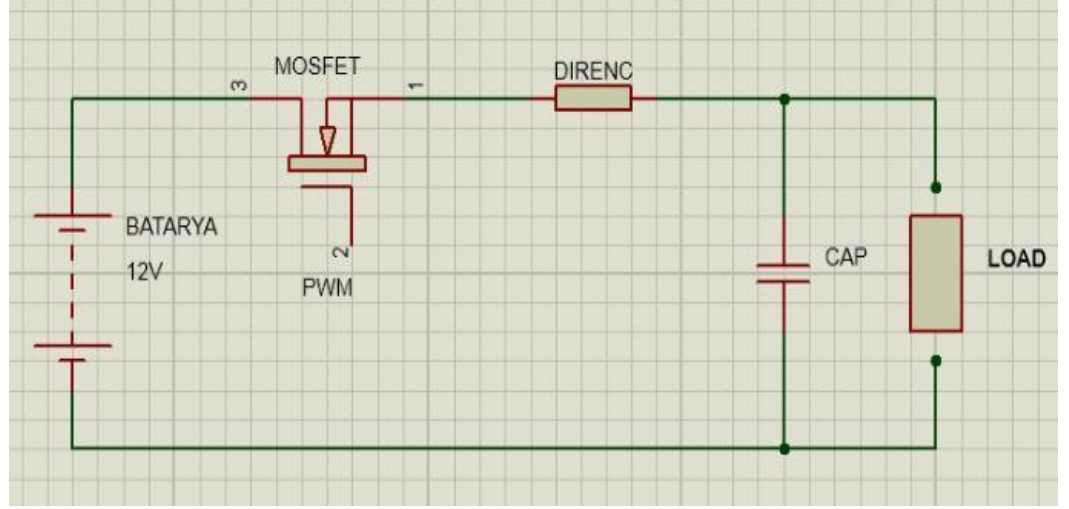 MOSFET
DIRENC
3
1
BATARYA
12V
2
PWM
CAP
LOAD